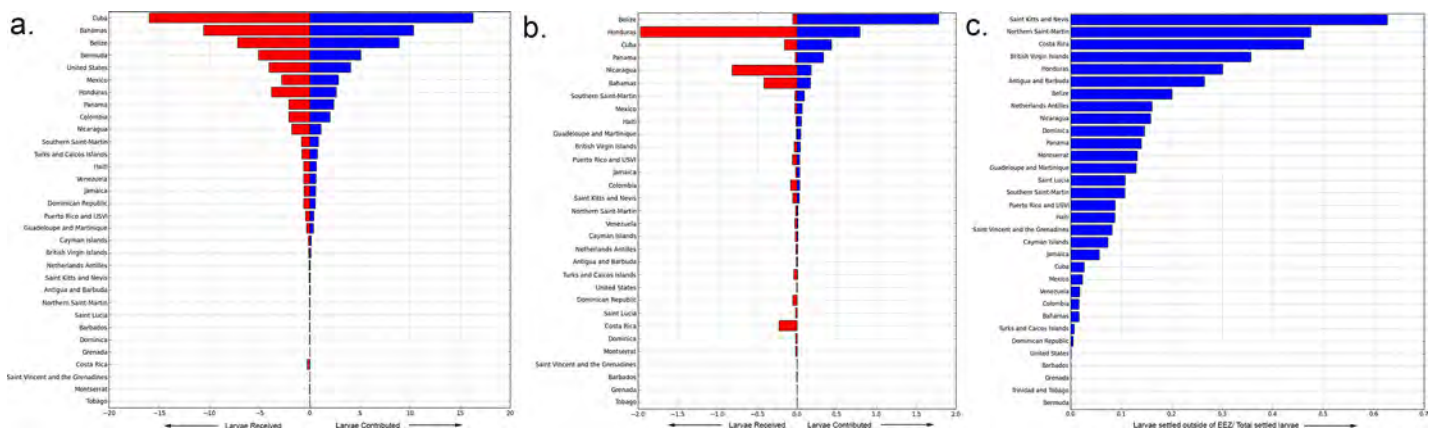 a.
Cuba
Bahamas
Belize
Bermuda
United States
Mexico
Honduras
Panama
Colombia
Nicaragua
Southern Saint-Martin
Turks and Caicos Islands
Haiti
Venezuela
Jamaica
Dominican Republic
Puerto Rico and USVI
Guadeloupe and Martinique
Cayman Islands
British Virgin Islands
Netherlands Antilles
Saint Kitts and Nevis
Antigua and Barbuda
Northern Saint-Martin
Saint Lucia
Barbados
Dominica
Grenada
Costa Rica
Saint Vincent and the Grenadines
Montserrat
Tobago
−20 −15 −10 −5 0 5 10 15 20
Larvae Received Larvae Contributed
b.
Belize
Honduras
Cuba
Panama
Nicaragua
Bahamas
Southern Saint-Martin
Mexico
Haiti
Guadeloupe and Martinique
British Virgin Islands
Puerto Rico and USVI
Jamaica
Colombia
Saint Kitts and Nevis
Northern Saint-Martin
Venezuela
Cayman Islands
Netherlands Antilles
Antigua and Barbuda
Turks and Caicos Islands
United States
Dominican Republic
Saint Lucia
Costa Rica
Dominica
Montserrat
Saint Vincent and the Grenadines
Barbados
Grenada
Tobago
−2.0 −1.5 −1.0 −0.5 0.0 0.5 1.0 1.5 2.0
Larvae Received Larvae Contributed
c.
Saint Kitts and Nevis
Northern Saint-Martin
Costa Rica
British Virgin Islands
Honduras
Antigua and Barbuda
Belize
Netherlands Antilles
Nicaragua
Dominica
Panama
Montserrat
Guadeloupe and Martinique
Saint Lucia
Southern Saint-Martin
Puerto Rico and USVI
Haiti
Saint Vincent and the Grenadines
Cayman Islands
Jamaica
Cuba
Mexico
Venezuela
Colombia
Bahamas
Turks and Caicos Islands
Dominican Republic
United States
Barbados
Grenada
Trinidad and Tobago
Bermuda
0.0 0.1 0.2 0.3 0.4 0.5 0.6 0.7
Larvae settled outside of EEZ/ Total settled larvae